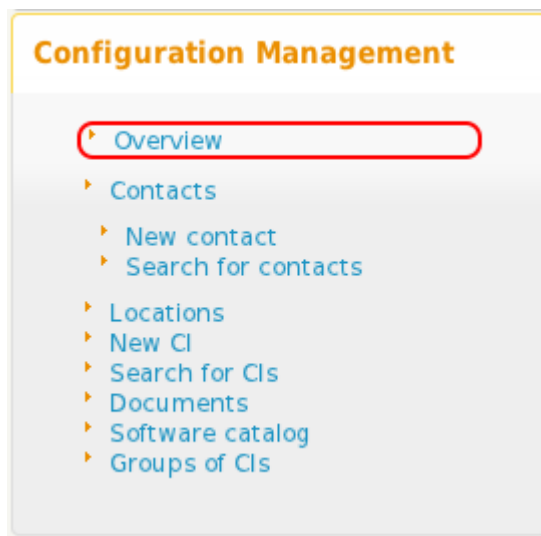 Configuration Management
Overview
Contacts
New contact
Search for contacts
Locations
New CI
Search for CIs
Documents
Software catalog
Groups of CIs